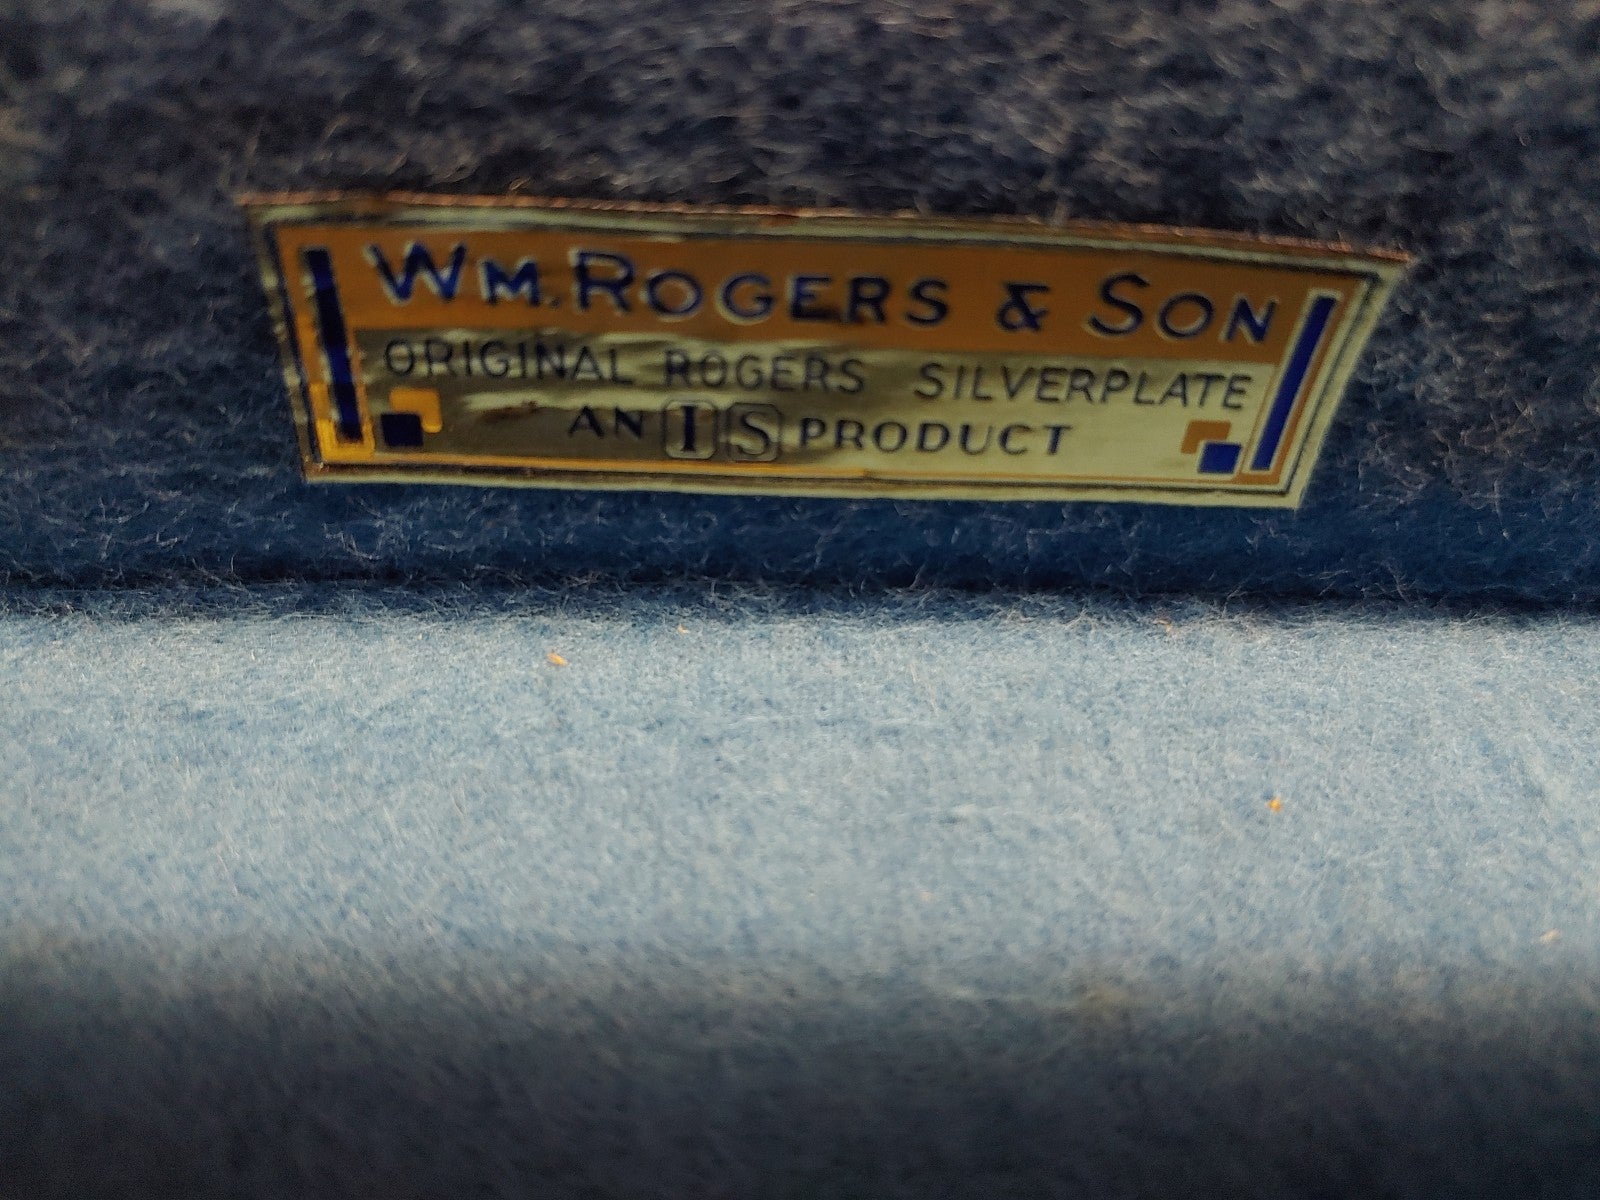 WM. ROGERS & SON
ORIGINAL ROGERS SILVERPLATE
AN IS PRODUCT